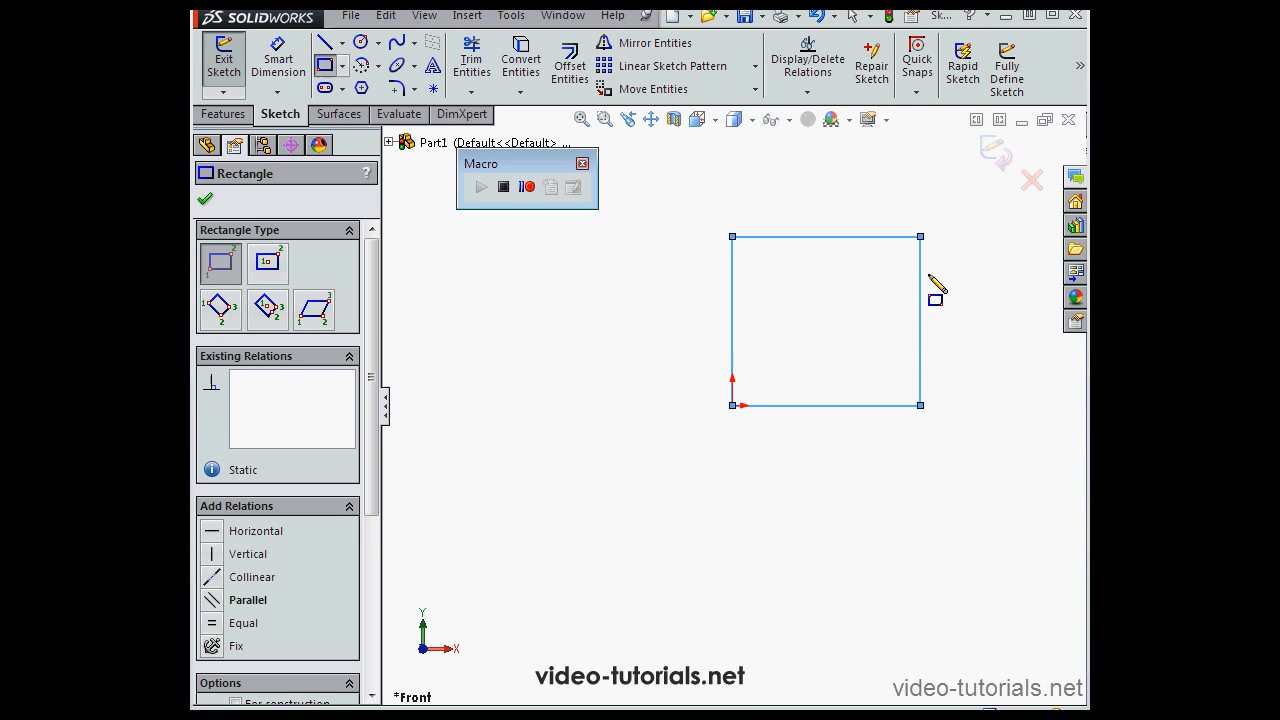 SOLIDWORKS
File Edit View Insert Tools Window Help Sk... ?
Exit Sketch
Smart Dimension
Trim Entities
Convert Entities
Offset Entities
Mirror Entities
Linear Sketch Pattern
Move Entities
Display/Delete Relations
Repair Sketch
Quick Snaps
Rapid Sketch
Fully Define Sketch
Features Sketch Surfaces Evaluate DimXpert
Part1 (Default<<Default> ...
Macro
Rectangle ?
Rectangle Type
Existing Relations
Static
Add Relations
Horizontal
Vertical
Collinear
Parallel
Equal
Fix
Options
For construction
Y
X
*Front
video-tutorials.net
video-tutorials.net